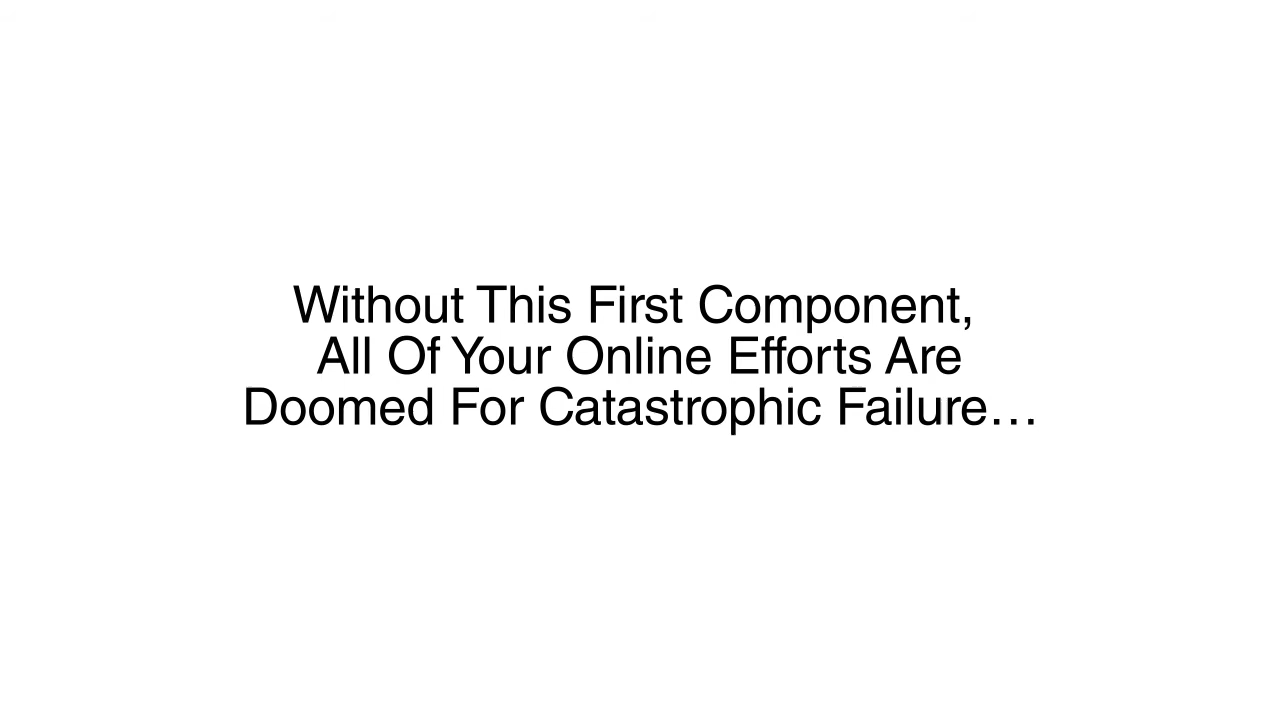 Without This First Component,
All Of Your Online Efforts Are
Doomed For Catastrophic Failure…